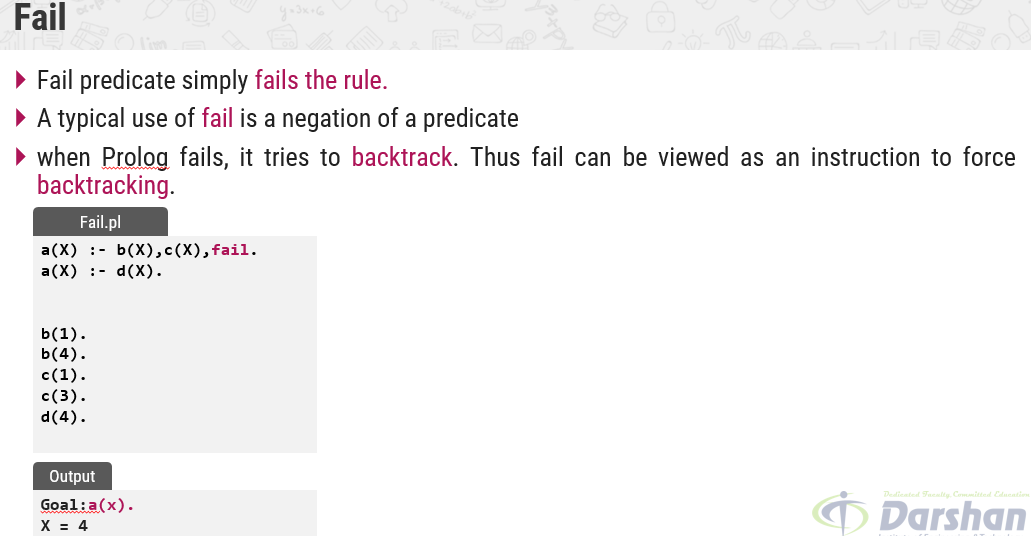 Fail
Fail predicate simply fails the rule.
A typical use of fail is a negation of a predicate
when Prolog fails, it tries to backtrack. Thus fail can be viewed as an instruction to force
backtracking.
Fail.pl
a(X) :- b(X),c(X),fail.
a(X) :- d(X).
b(1).
b(4).
c(1).
c(3).
d(4).
Output
Goal:a(x).
X = 4
Dedicated Faculty, Committed Education
Darshan